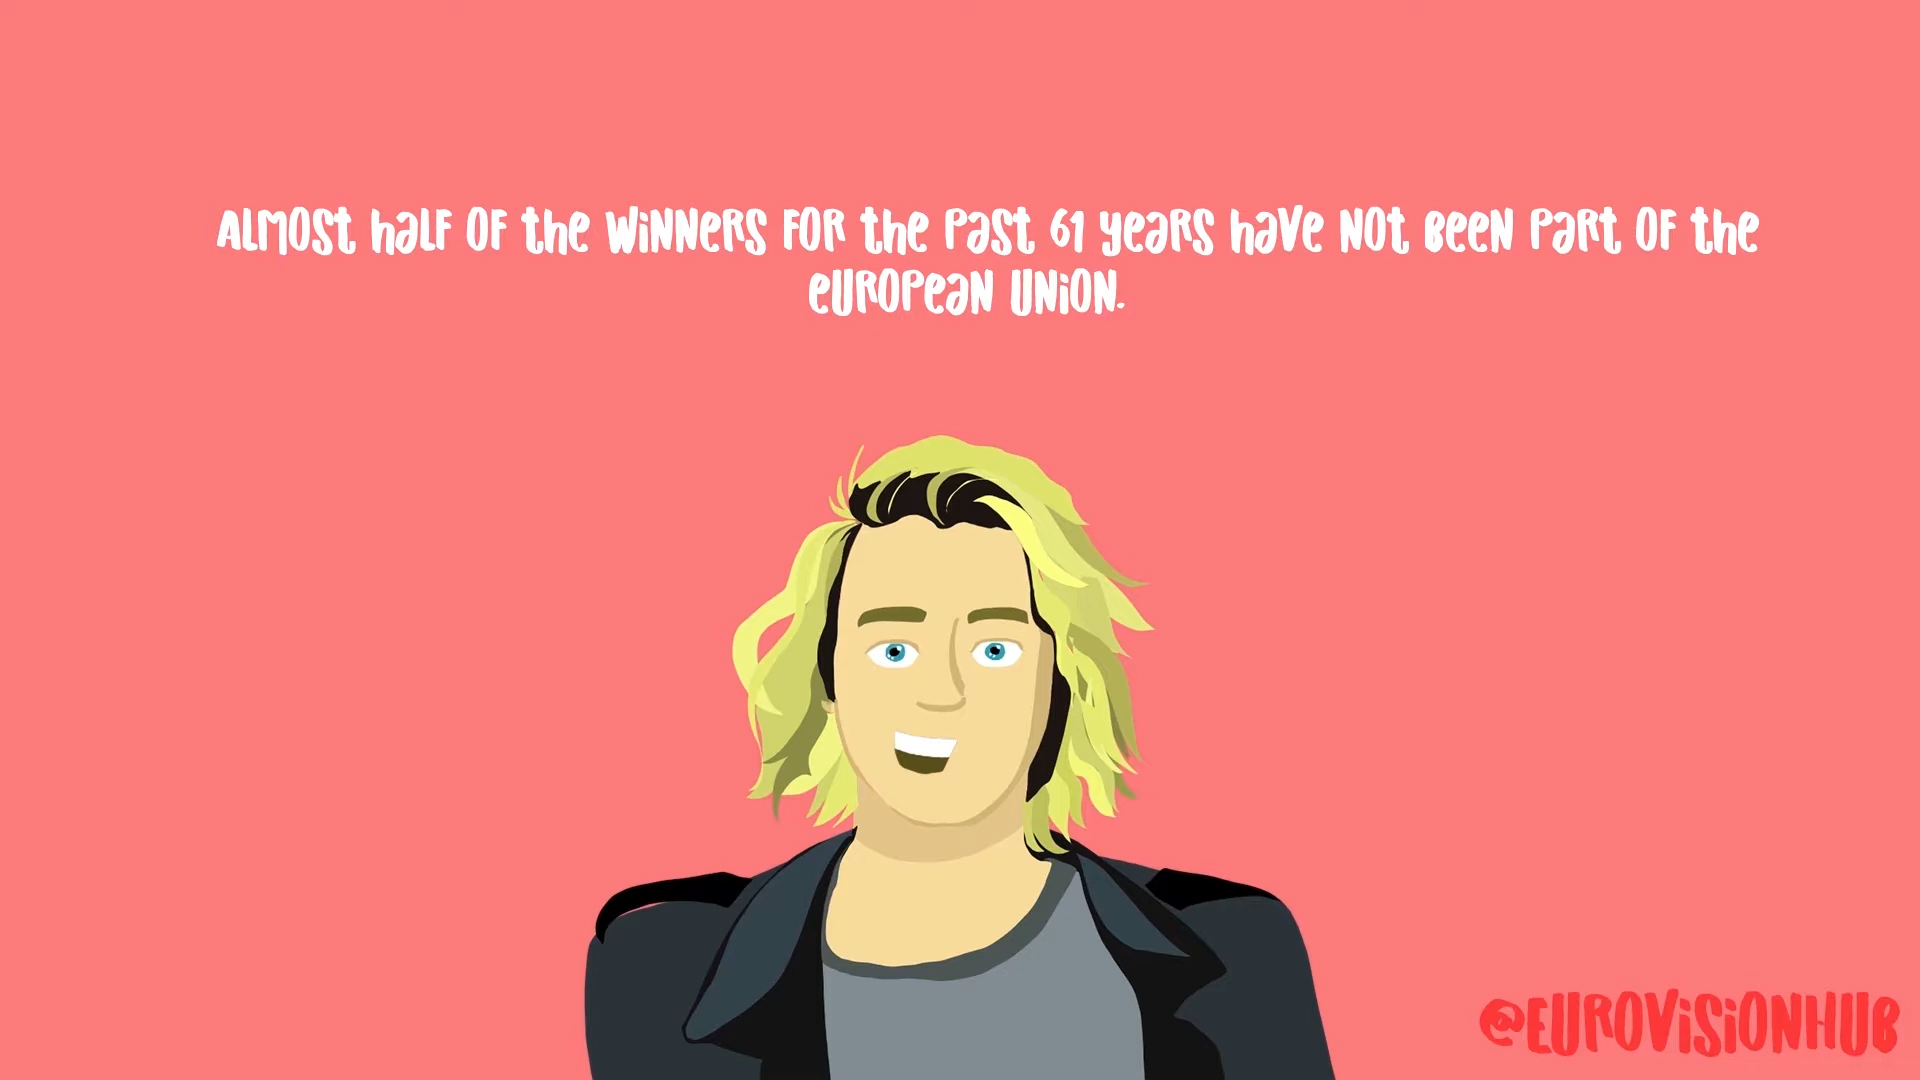 ALMOST HALF OF THE WINNERS FOR THE PAST 61 YEARS HAVE NOT BEEN PART OF THE
EUROPEAN UNION.
@EUROVISIONHUB